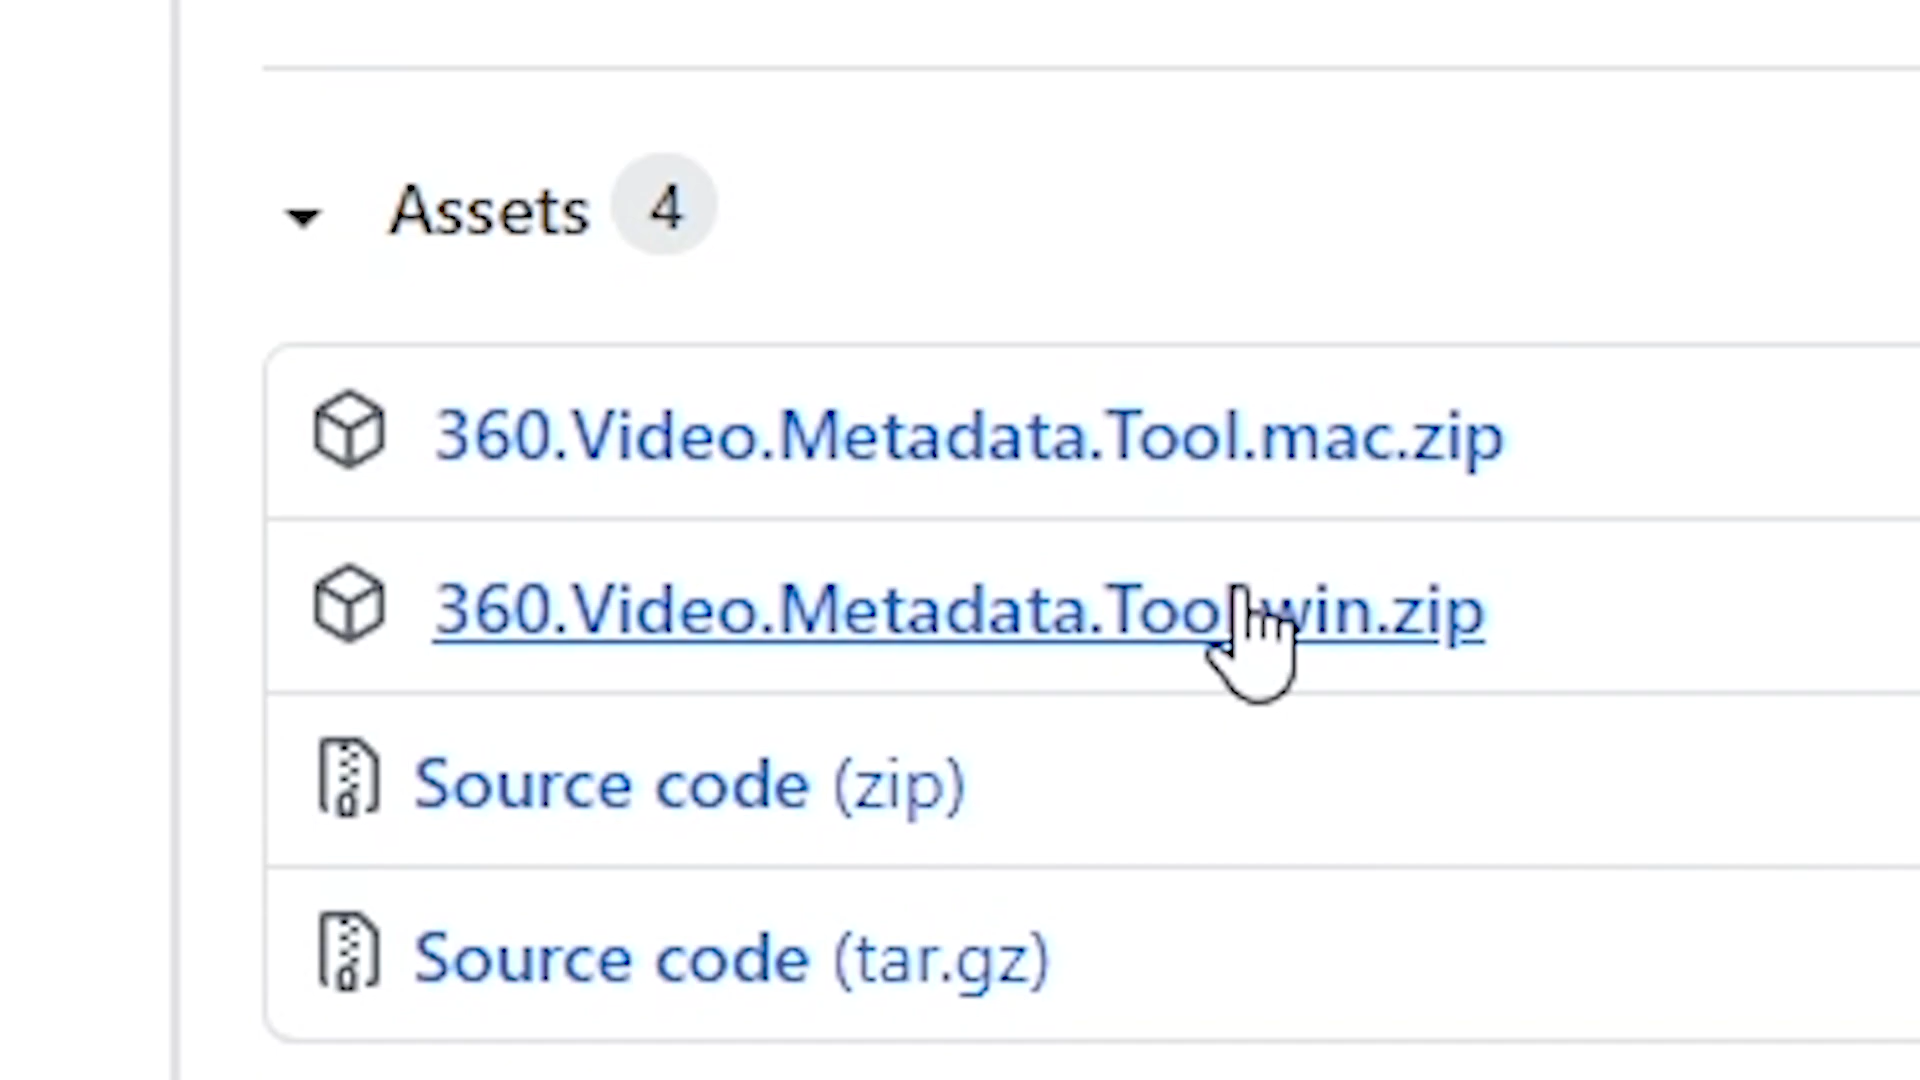 Assets 4
360.Video.Metadata.Tool.mac.zip
360.Video.Metadata.Tool.win.zip
Source code (zip)
Source code (tar.gz)